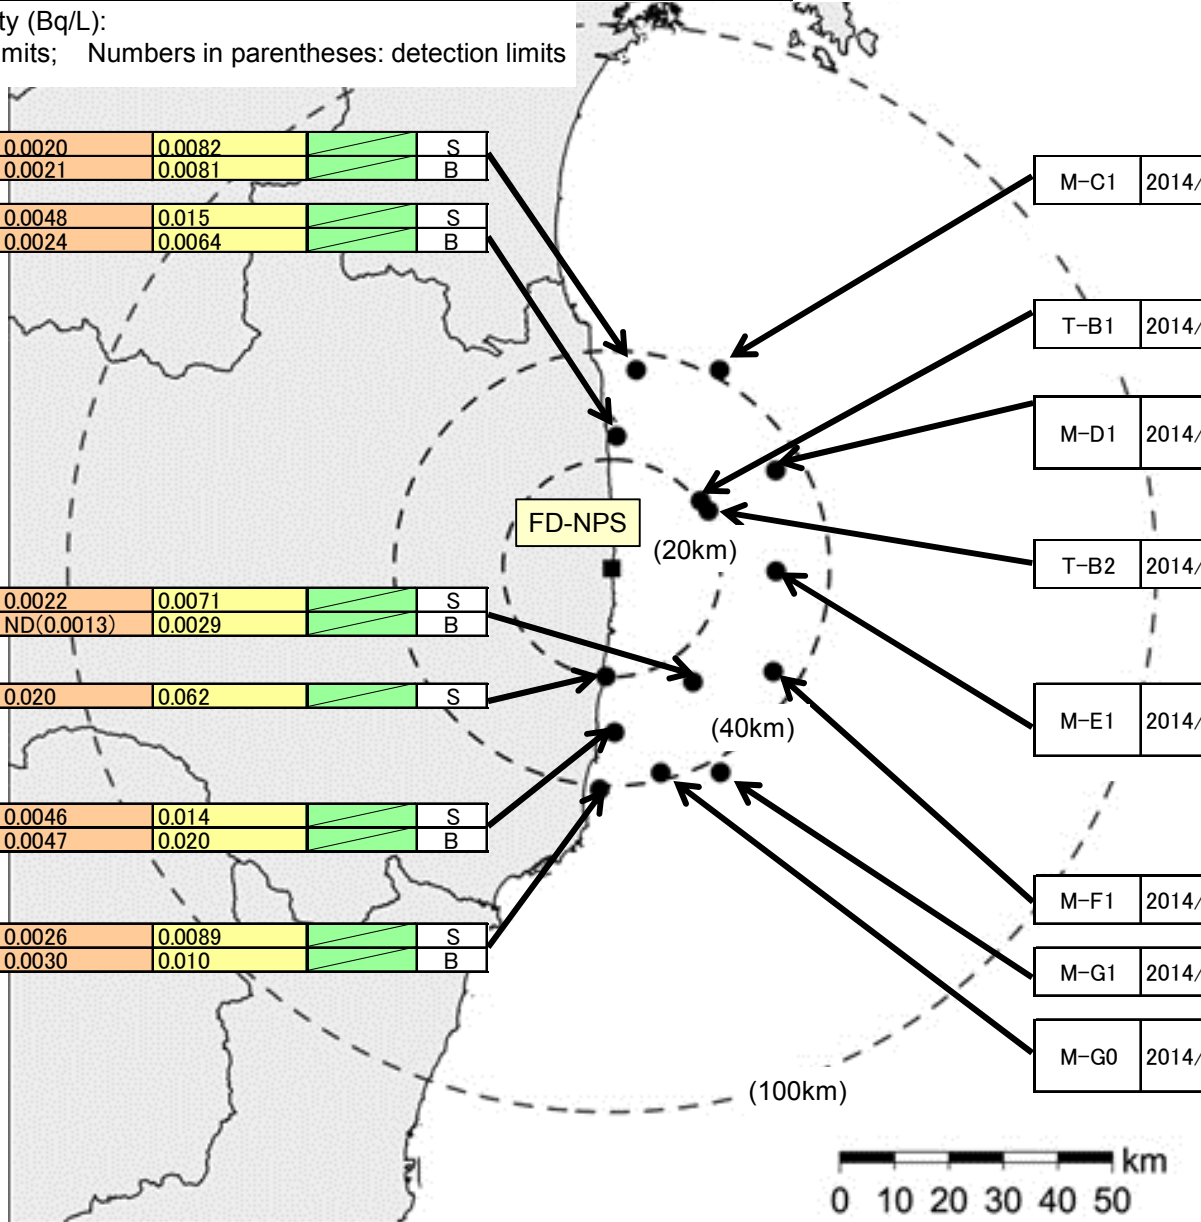 ty (Bq/L):
imits; Numbers in parentheses: detection limits
0.0020 0.0082 S
0.0021 0.0081 B
0.0048 0.015 S
0.0024 0.0064 B
M-C1 2014/
T-B1 2014/
M-D1 2014/
FD-NPS
(20km)
T-B2 2014/
0.0022 0.0071 S
ND(0.0013) 0.0029 B
0.020 0.062 S
(40km)
M-E1 2014/
0.0046 0.014 S
0.0047 0.020 B
M-F1 2014/
0.0026 0.0089 S
0.0030 0.010 B
M-G1 2014/
M-G0 2014/
(100km)
km
0 10 20 30 40 50